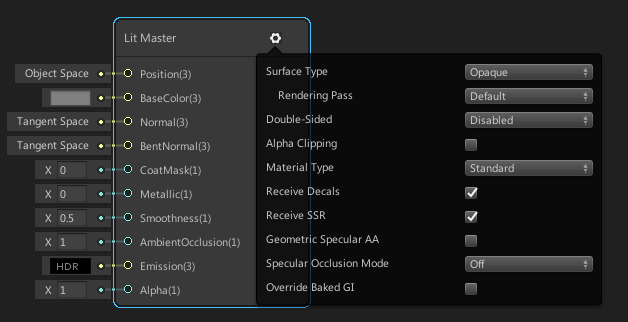 Lit Master
Object Space Position(3)
BaseColor(3)
Tangent Space Normal(3)
Tangent Space BentNormal(3)
X 0 CoatMask(1)
X 0 Metallic(1)
X 0.5 Smoothness(1)
X 1 AmbientOcclusion(1)
HDR Emission(3)
X 1 Alpha(1)
Surface Type Opaque
Rendering Pass Default
Double-Sided Disabled
Alpha Clipping
Material Type Standard
Receive Decals
Receive SSR
Geometric Specular AA
Specular Occlusion Mode Off
Override Baked GI